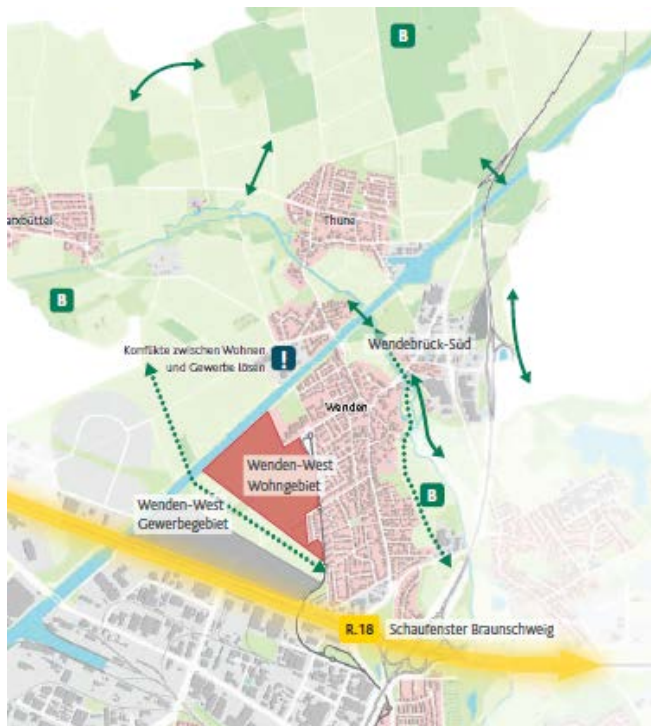 B
Thune
B
Konflikte zwischen Wohnen
und Gewerbe lösen
!
Wendebrück-Süd
Wenden
Wenden-West
Wohngebiet
Wenden-West
Gewerbegebiet
B
R.18 Schaufenster Braunschweig